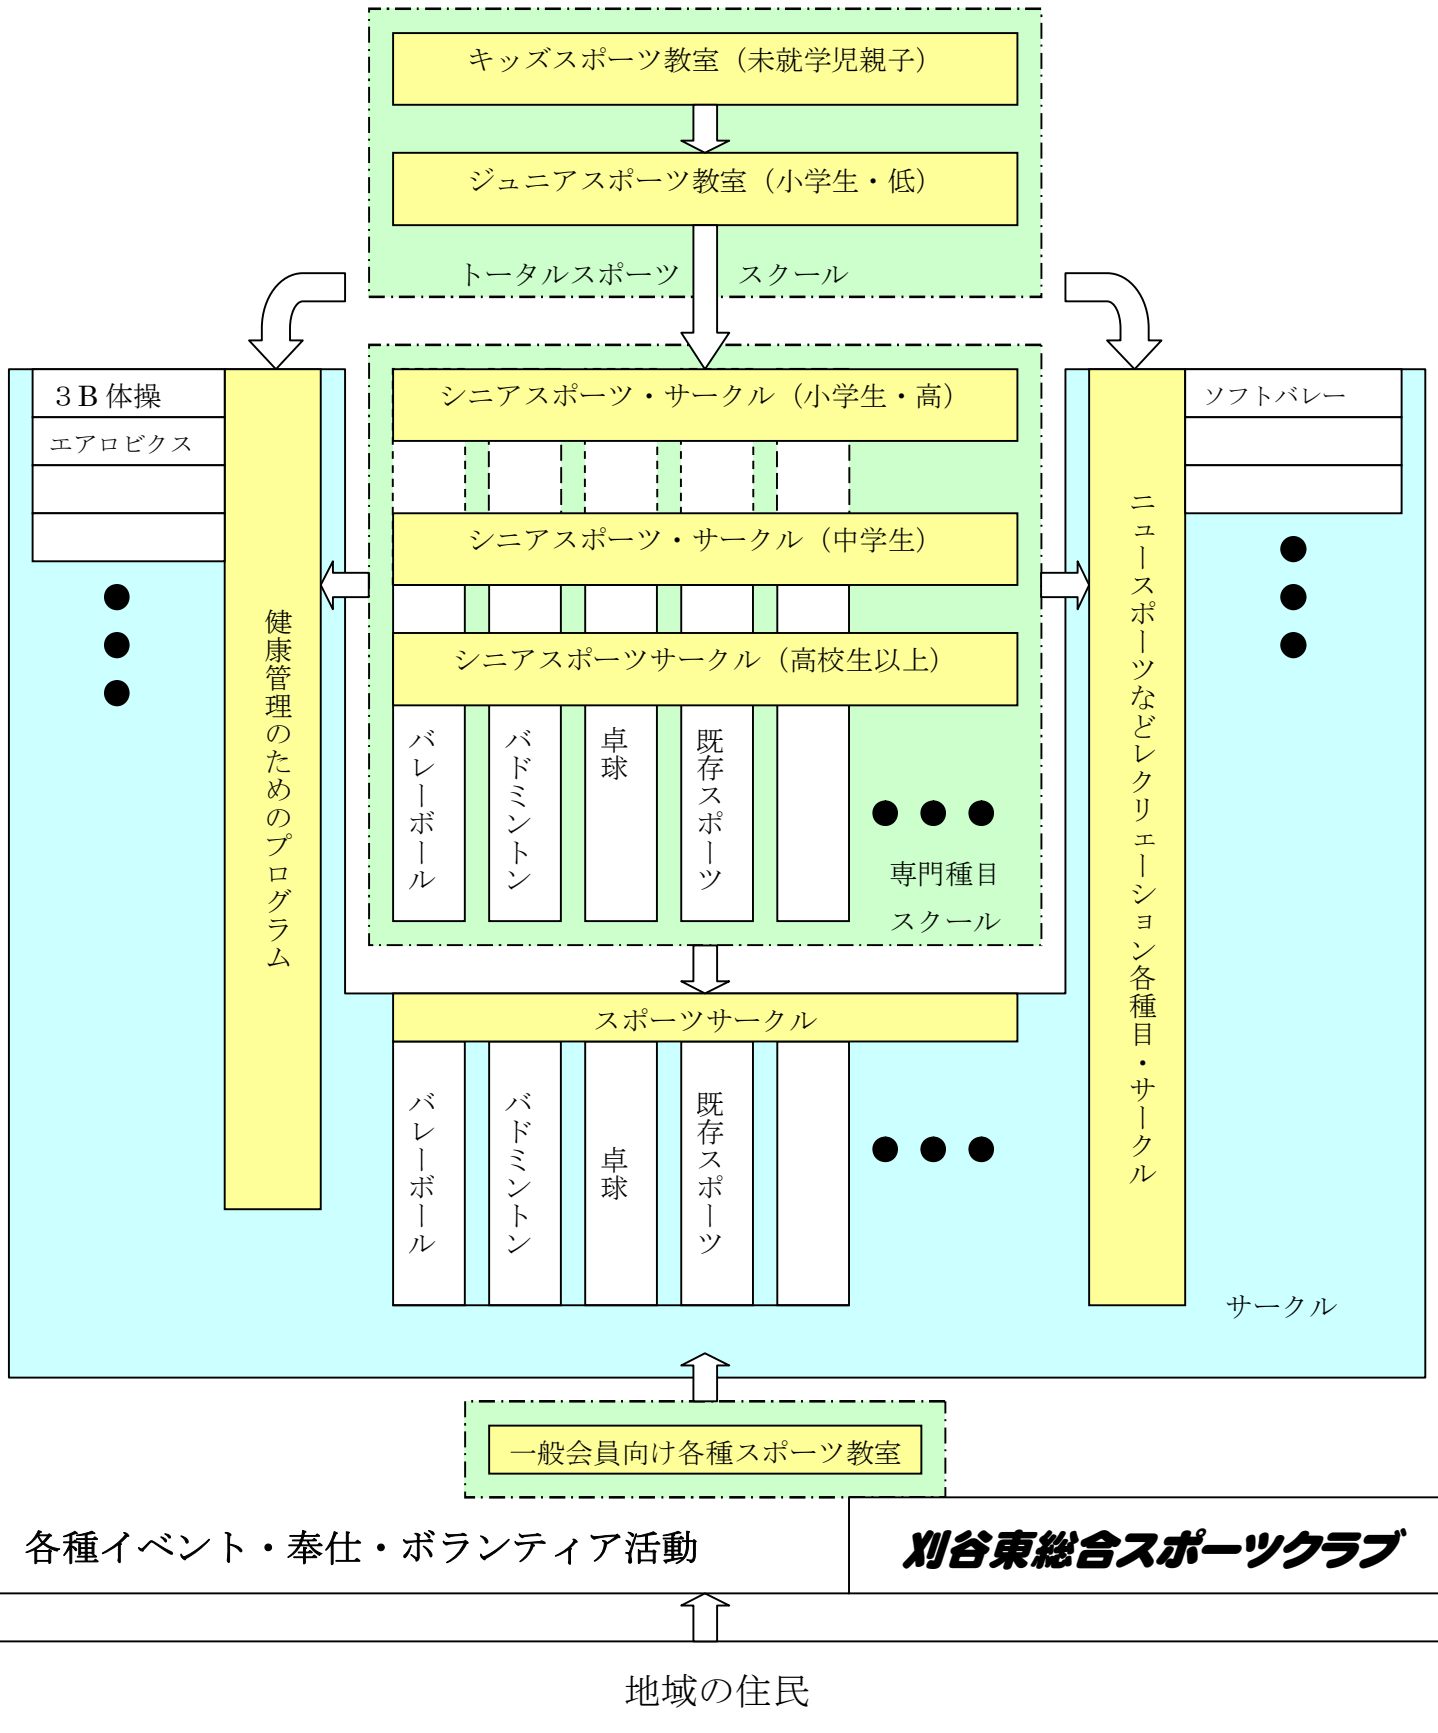 キッズスポーツ教室（未就学児親子）
ジュニアスポーツ教室（小学生・低）
トータルスポーツ　スクール
シニアスポーツ・サークル（小学生・高）
シニアスポーツ・サークル（中学生）
シニアスポーツサークル（高校生以上）
バレーボール
バドミントン
卓球
既存スポーツ
専門種目
スクール
３Ｂ体操
エアロビクス
健康管理のためのプログラム
ソフトバレー
ニュースポーツなどレクリエーション各種目・サークル
スポーツサークル
バレーボール
バドミントン
卓球
既存スポーツ
サークル
一般会員向け各種スポーツ教室
各種イベント・奉仕・ボランティア活動
刈谷東総合スポーツクラブ
地域の住民